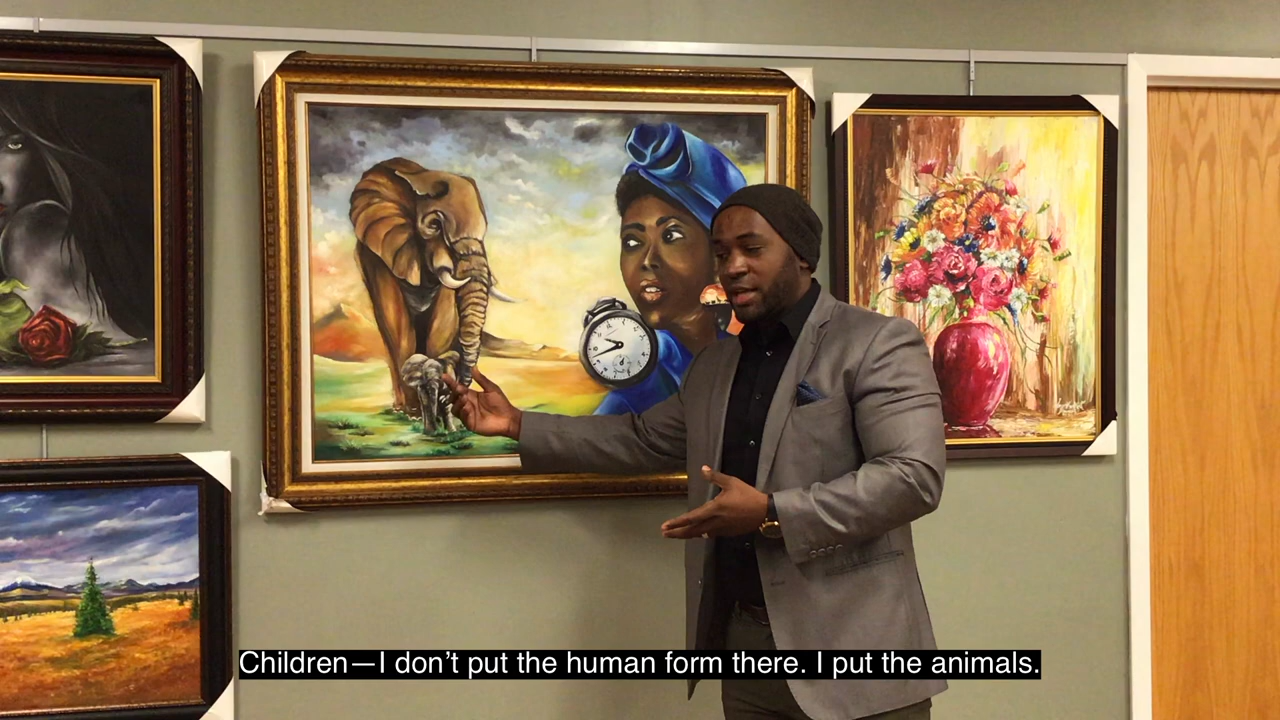 Children—I don't put the human form there. I put the animals.